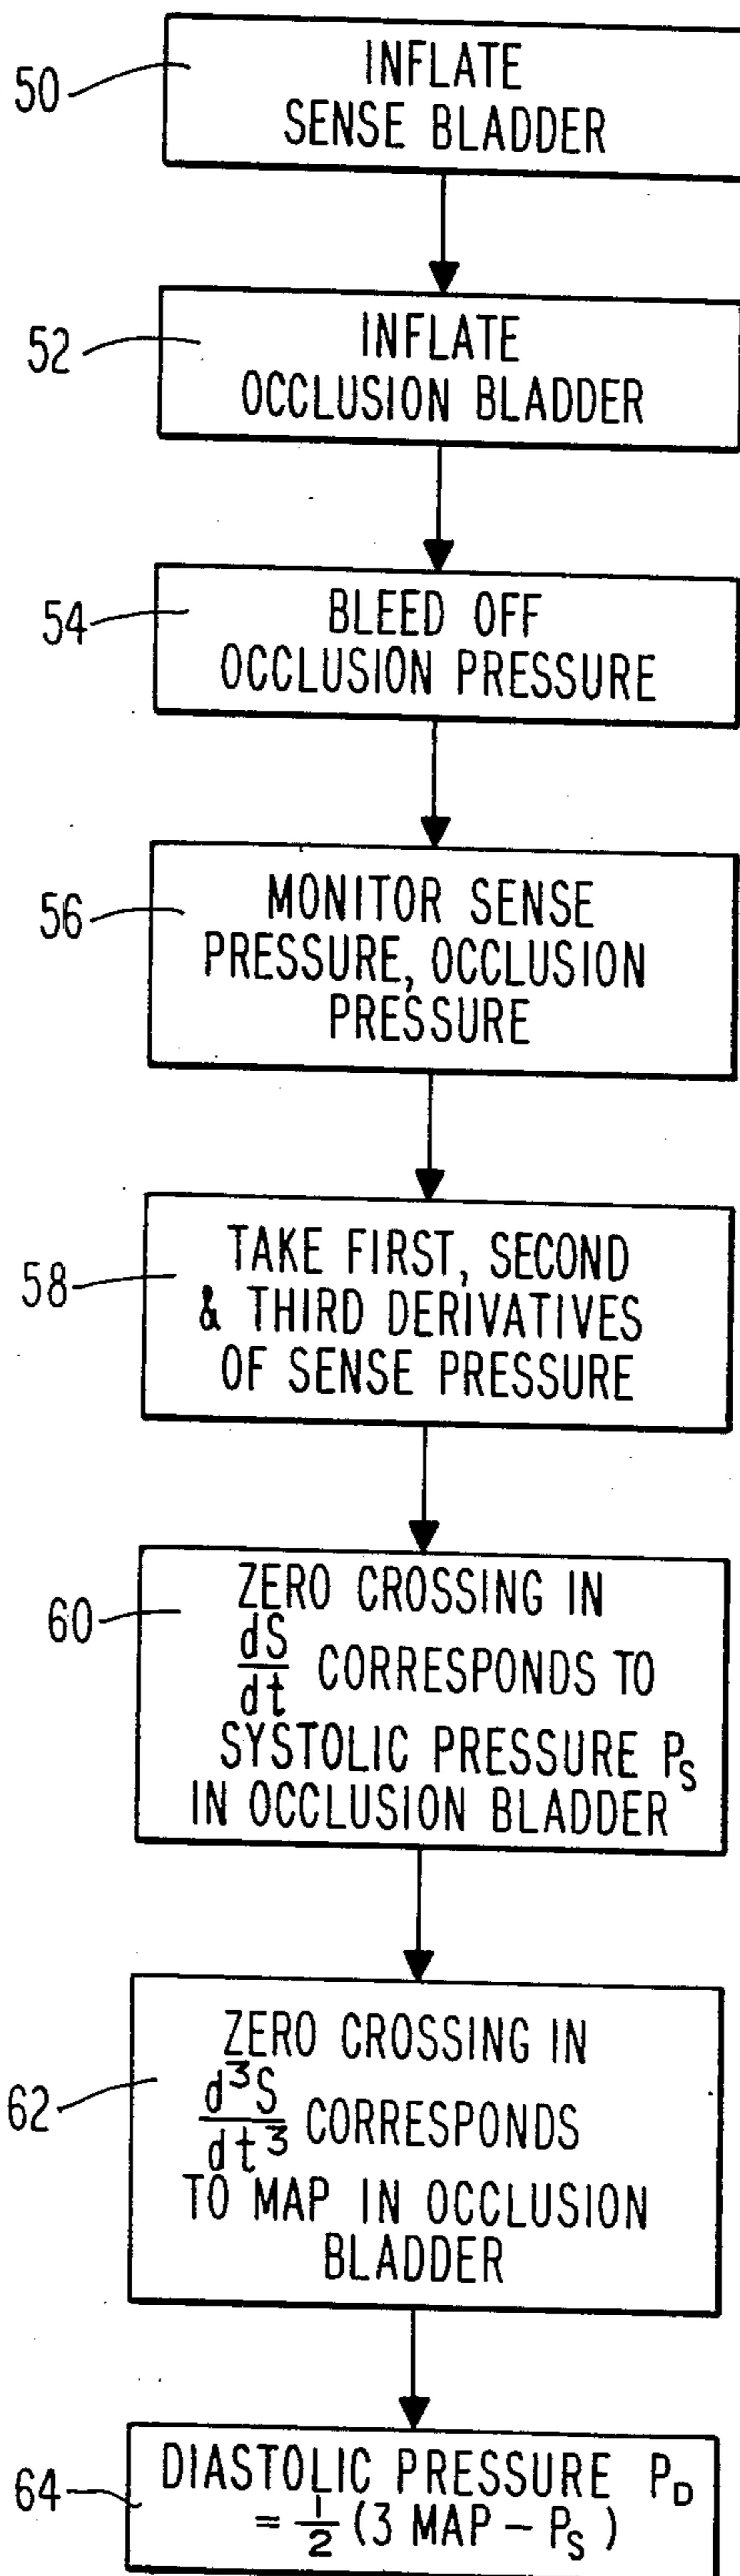 50
INFLATE
SENSE BLADDER
52
INFLATE
OCCLUSION BLADDER
54
BLEED OFF
OCCLUSION PRESSURE
56
MONITOR SENSE
PRESSURE, OCCLUSION
PRESSURE
58
TAKE FIRST, SECOND
& THIRD DERIVATIVES
OF SENSE PRESSURE
60
ZERO CROSSING IN
dS/dt CORRESPONDS TO
SYSTOLIC PRESSURE P_S
IN OCCLUSION BLADDER
62
ZERO CROSSING IN
d³S/dt³ CORRESPONDS
TO MAP IN OCCLUSION
BLADDER
64
DIASTOLIC PRESSURE P_D
= 1/2 (3 MAP − P_S)